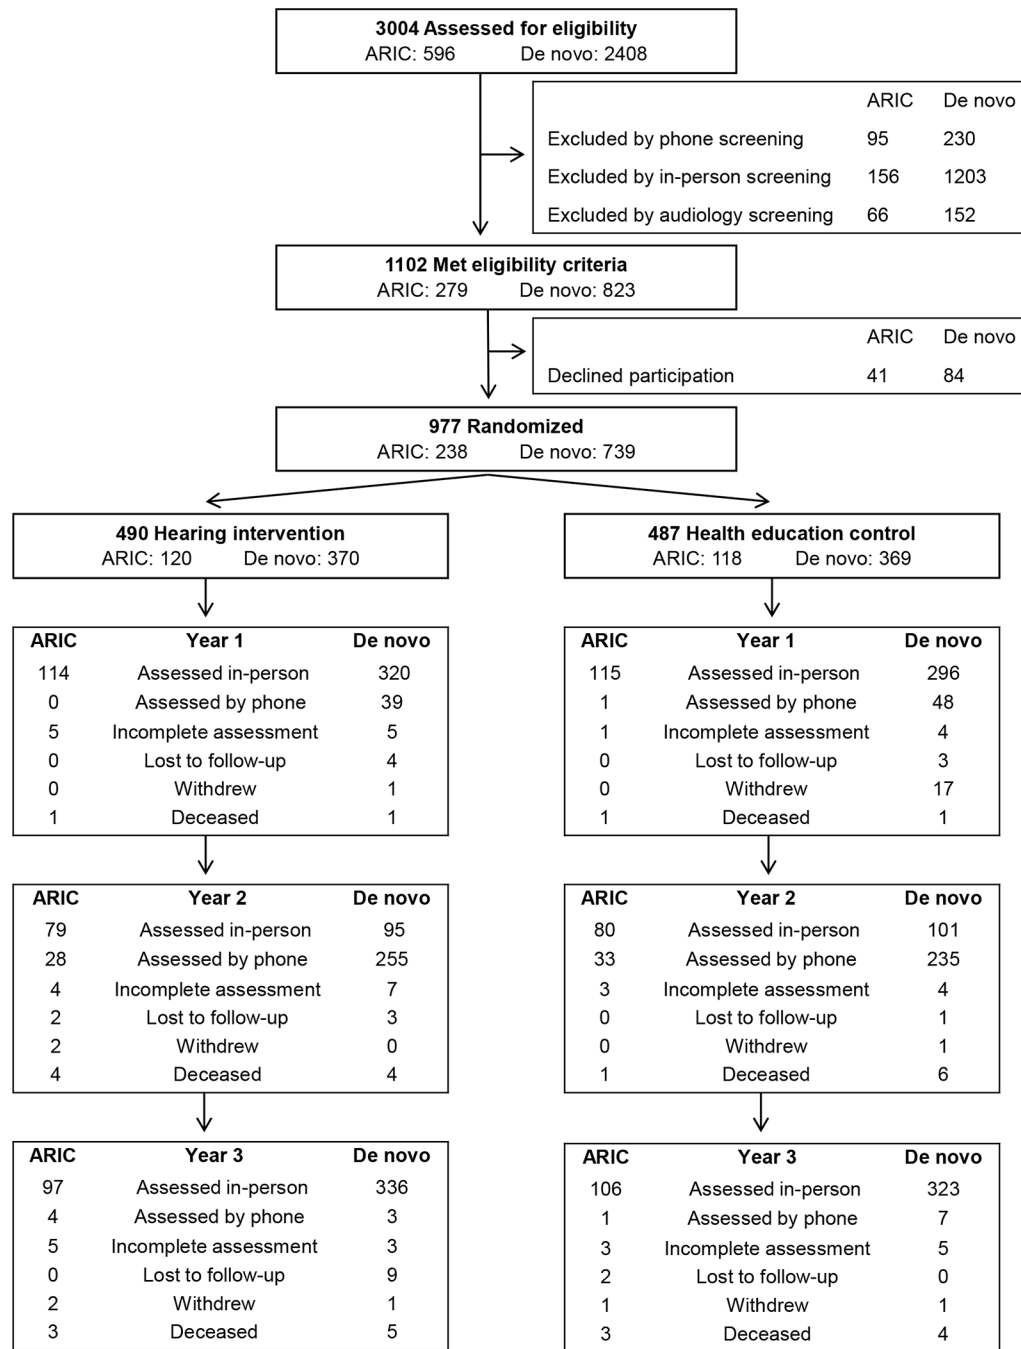 3004 Assessed for eligibility
ARIC: 596 De novo: 2408
ARIC De novo
Excluded by phone screening 95 230
Excluded by in-person screening 156 1203
Excluded by audiology screening 66 152
1102 Met eligibility criteria
ARIC: 279 De novo: 823
ARIC De novo
Declined participation 41 84
977 Randomized
ARIC: 238 De novo: 739
490 Hearing intervention
ARIC: 120 De novo: 370
ARIC Year 1 De novo
114 Assessed in-person 320
0 Assessed by phone 39
5 Incomplete assessment 5
0 Lost to follow-up 4
0 Withdrew 1
1 Deceased 1
ARIC Year 2 De novo
79 Assessed in-person 95
28 Assessed by phone 255
4 Incomplete assessment 7
2 Lost to follow-up 3
2 Withdrew 0
4 Deceased 4
ARIC Year 3 De novo
97 Assessed in-person 336
4 Assessed by phone 3
5 Incomplete assessment 3
0 Lost to follow-up 9
2 Withdrew 1
3 Deceased 5
487 Health education control
ARIC: 118 De novo: 369
ARIC Year 1 De novo
115 Assessed in-person 296
1 Assessed by phone 48
1 Incomplete assessment 4
0 Lost to follow-up 3
0 Withdrew 17
1 Deceased 1
ARIC Year 2 De novo
80 Assessed in-person 101
33 Assessed by phone 235
3 Incomplete assessment 4
0 Lost to follow-up 1
0 Withdrew 1
1 Deceased 6
ARIC Year 3 De novo
106 Assessed in-person 323
1 Assessed by phone 7
3 Incomplete assessment 5
2 Lost to follow-up 0
1 Withdrew 1
3 Deceased 4